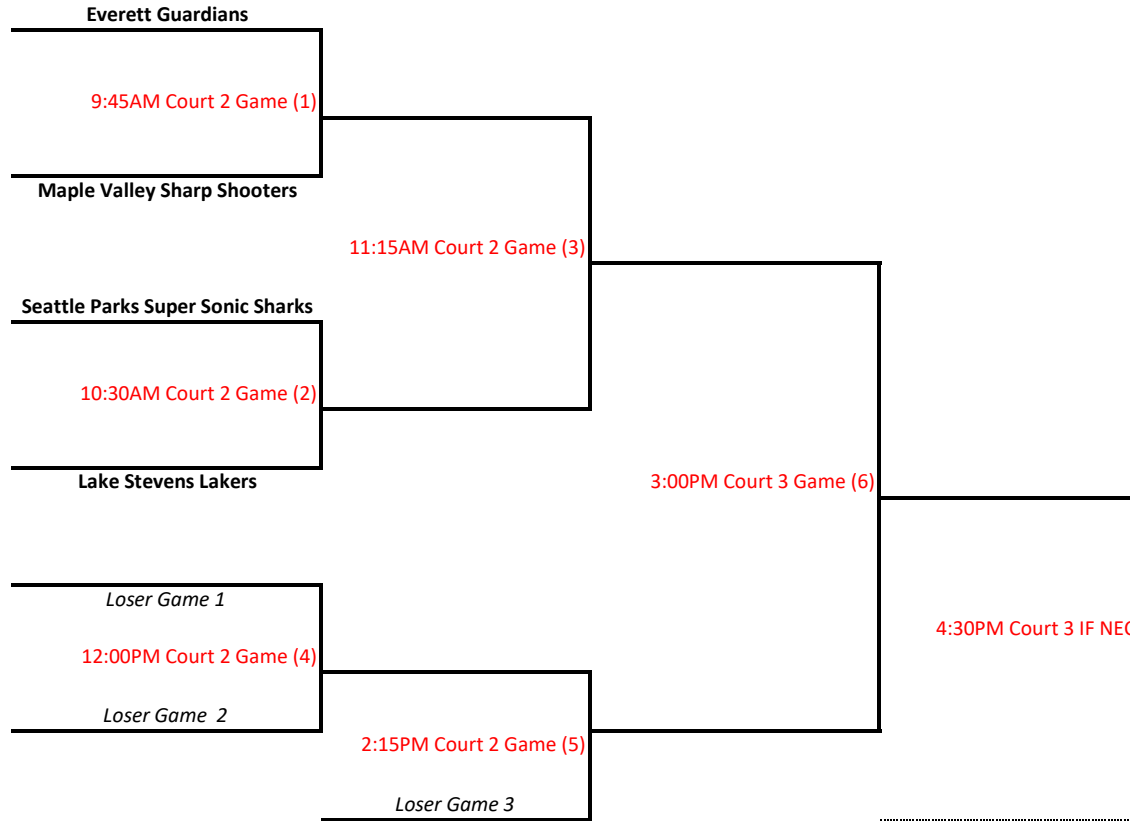 Everett Guardians
9:45AM Court 2 Game (1)
Maple Valley Sharp Shooters
11:15AM Court 2 Game (3)
Seattle Parks Super Sonic Sharks
10:30AM Court 2 Game (2)
Lake Stevens Lakers
3:00PM Court 3 Game (6)
Loser Game 1
4:30PM Court 3 IF
12:00PM Court 2 Game (4)
Loser Game  2
2:15PM Court 2 Game (5)
Loser Game 3